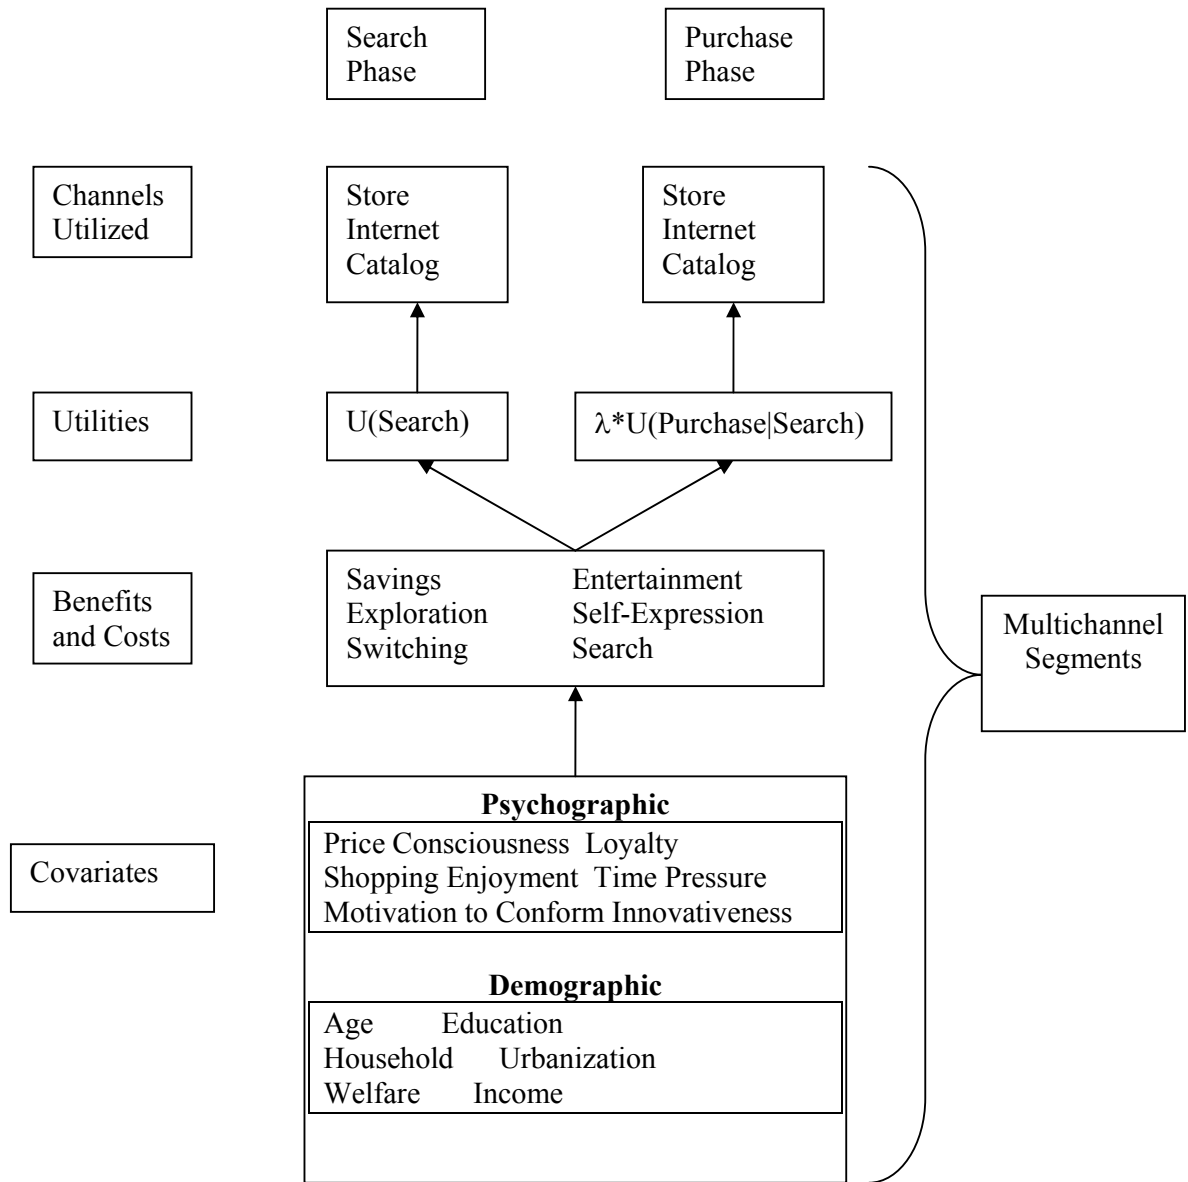 Search
Phase
Purchase
Phase
Channels
Utilized
Store
Internet
Catalog
Store
Internet
Catalog
Utilities
U(Search)
λ*U(Purchase|Search)
Benefits
and Costs
Savings Entertainment
Exploration Self-Expression
Switching Search
Multichannel
Segments
Covariates
Psychographic
Price Consciousness Loyalty
Shopping Enjoyment Time Pressure
Motivation to Conform Innovativeness
Demographic
Age Education
Household Urbanization
Welfare Income